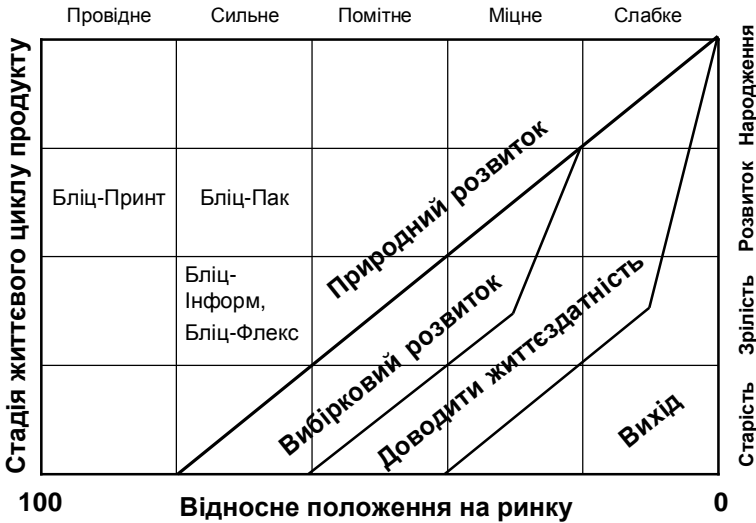 Провідне Сильне Помітне Міцне Слабке
Стадія життєвого циклу продукту
Народження
Розвиток
Зрілість
Старість
Бліц-Принт
Бліц-Пак
Бліц-
Інформ,
Бліц-Флекс
Природний розвиток
Вибірковий розвиток
Доводити життєздатність
Вихід
100 Відносне положення на ринку 0